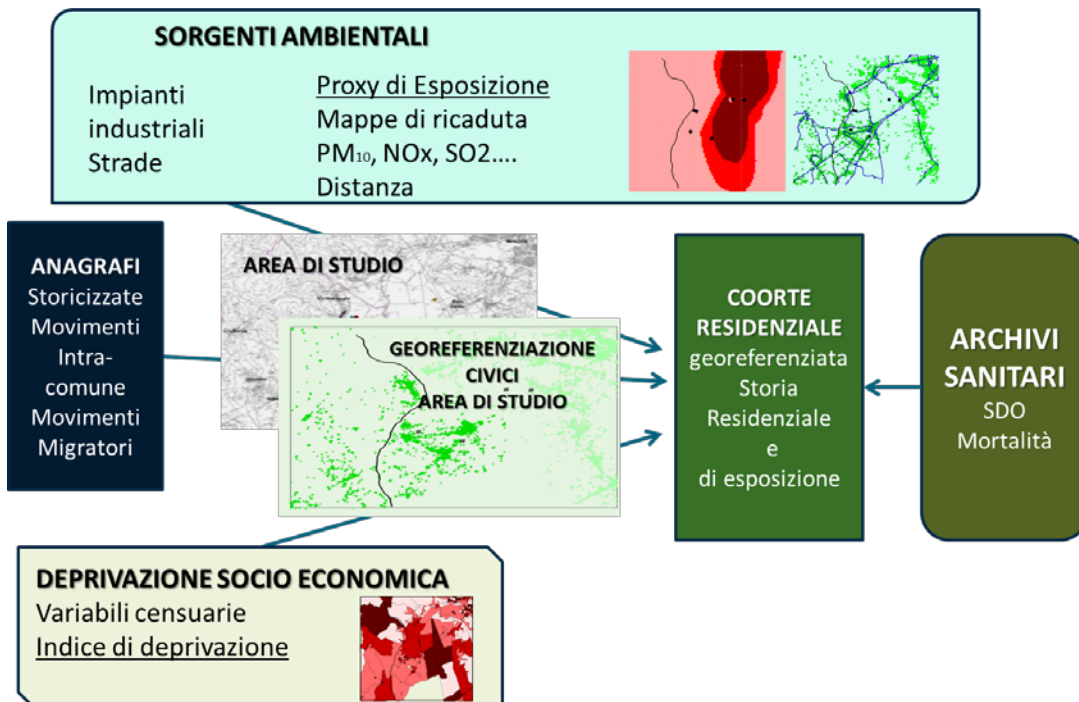 SORGENTI AMBIENTALI
Impianti
industriali
Strade
Proxy di Esposizione
Mappe di ricaduta
PM₁₀, NOx, SO2....
Distanza
ANAGRAFI
Storicizzate
Movimenti
Intra-
comune
Movimenti
Migratori
AREA DI STUDIO
GEOREFERENZIAZIONE
CIVICI
AREA DI STUDIO
COORTE
RESIDENZIALE
georeferenziata
Storia
Residenziale
e
di esposizione
ARCHIVI
SANITARI
SDO
Mortalità
DEPRIVAZIONE SOCIO ECONOMICA
Variabili censuarie
Indice di deprivazione